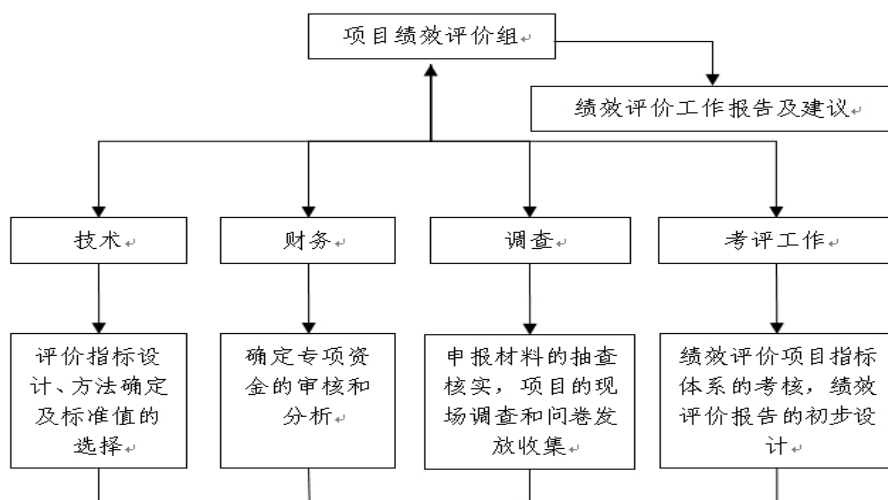 项目绩效评价组
绩效评价工作报告及建议
技术
财务
调查
考评工作
评价指标设
计、方法确定
及标准值的
选择
确定专项资
金的审核和
分析
申报材料的抽查
核实，项目的现
场调查和问卷发
放收集
绩效评价项目指标
体系的考核，绩效
评价报告的初步设
计